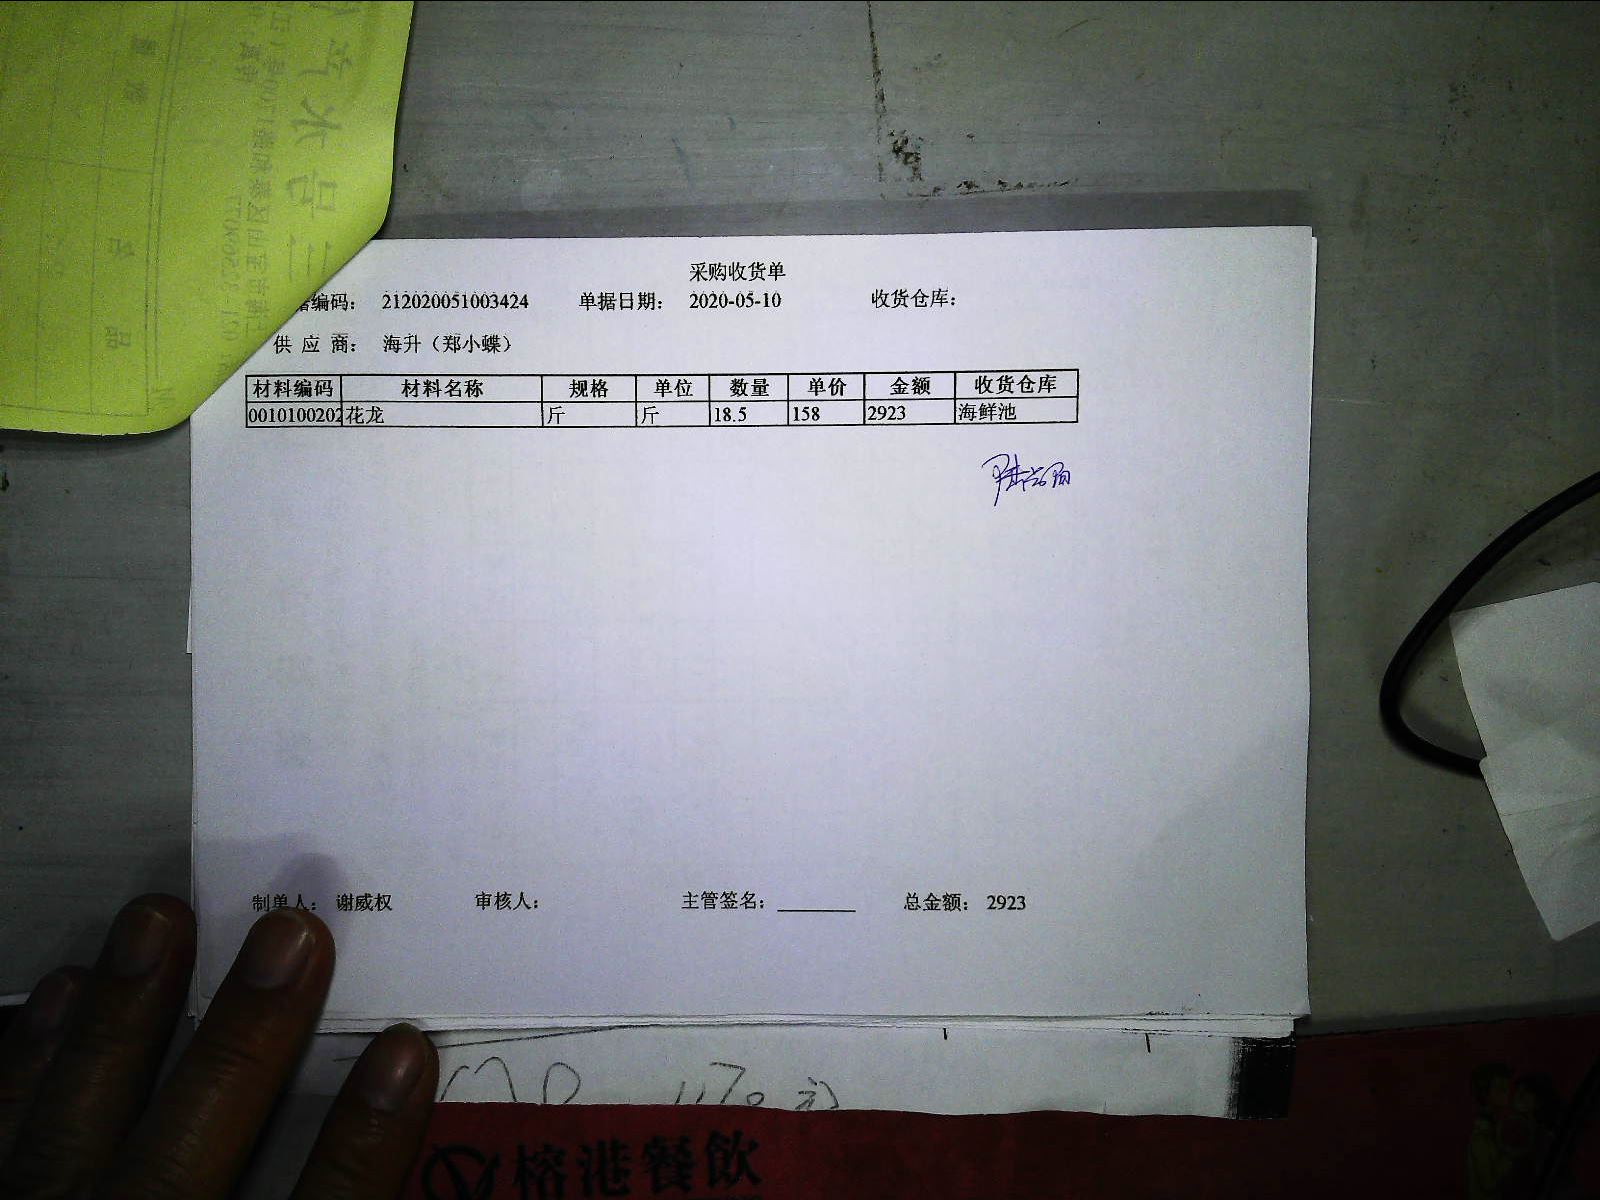 采购收货单
据编码： 212020051003424 单据日期： 2020-05-10 收货仓库：
供 应 商： 海升（郑小蝶）
材料编码 材料名称 规格 单位 数量 单价 金额 收货仓库
0010100202 花龙 斤 斤 18.5 158 2923 海鲜池
制单人： 谢威权 审核人： 主管签名： 总金额： 2923
榕港餐飲